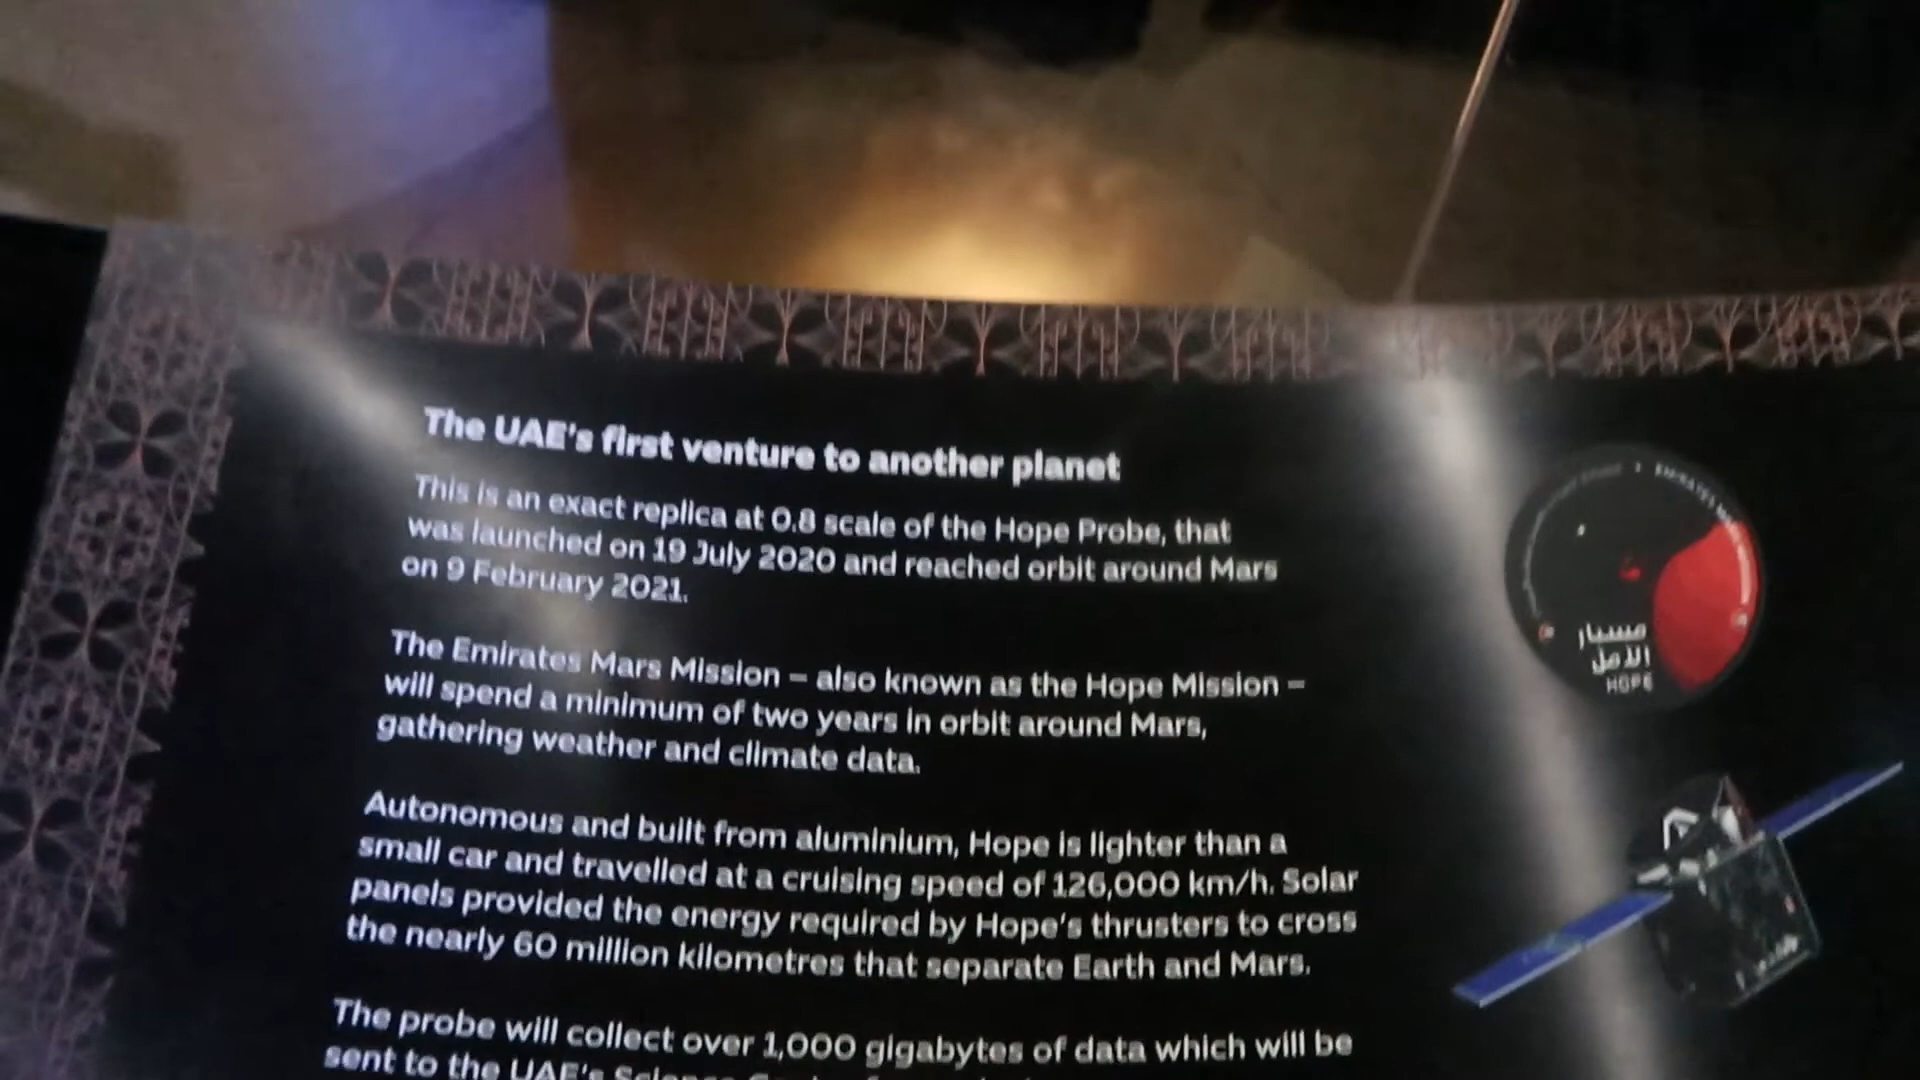 The UAE's first venture to another planet
This is an exact replica at 0.8 scale of the Hope Probe, that
was launched on 19 July 2020 and reached orbit around Mars
on 9 February 2021.
The Emirates Mars Mission – also known as the Hope Mission –
will spend a minimum of two years in orbit around Mars,
gathering weather and climate data.
Autonomous and built from aluminium, Hope is lighter than a
small car and travelled at a cruising speed of 126,000 km/h. Solar
panels provided the energy required by Hope's thrusters to cross
the nearly 60 million kilometres that separate Earth and Mars.
The probe will collect over 1,000 gigabytes of data which will be
sent to the UAE's Science
مسبار
الأمل
HOPE